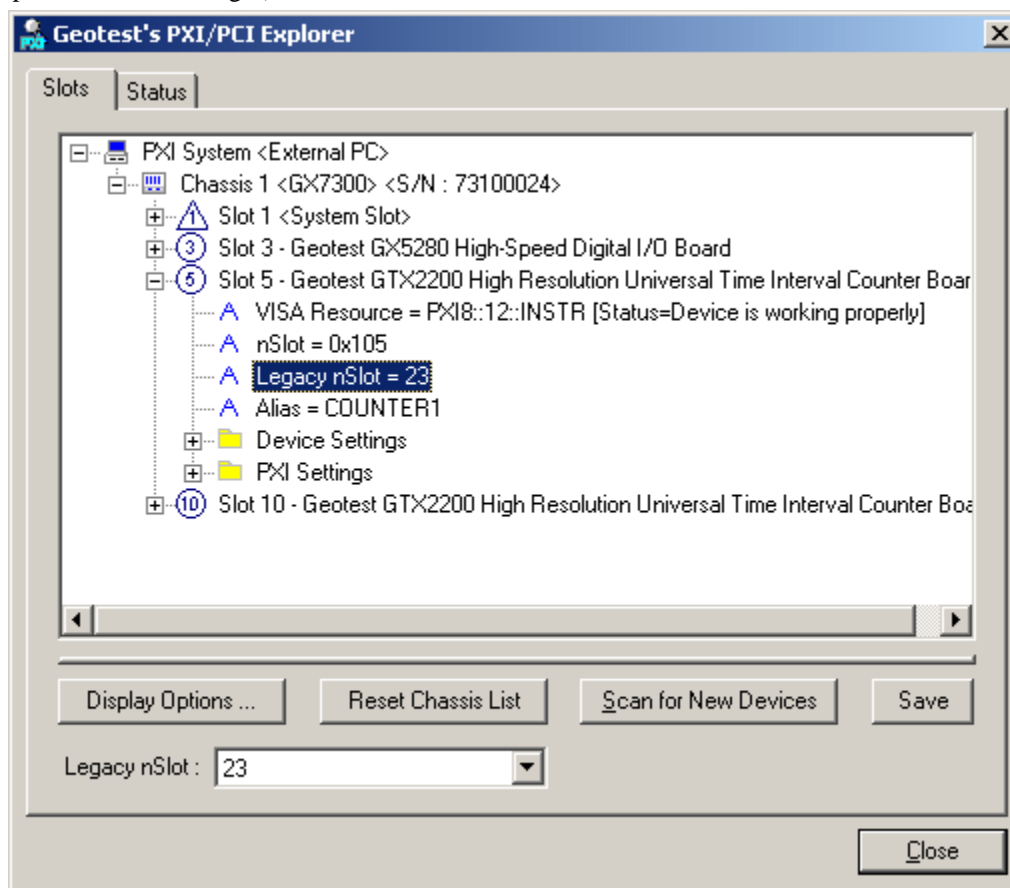 Geotest's PXI/PCI Explorer
Slots Status
PXI System <External PC>
Chassis 1 <GX7300> <S/N : 73100024>
1 Slot 1 <System Slot>
3 Slot 3 - Geotest GX5280 High-Speed Digital I/O Board
5 Slot 5 - Geotest GTX2200 High Resolution Universal Time Interval Counter Boar
A VISA Resource = PXI8::12::INSTR [Status=Device is working properly]
A nSlot = 0x105
A Legacy nSlot = 23
A Alias = COUNTER1
Device Settings
PXI Settings
10 Slot 10 - Geotest GTX2200 High Resolution Universal Time Interval Counter Boa
Display Options ... Reset Chassis List Scan for New Devices Save
Legacy nSlot : 23
Close